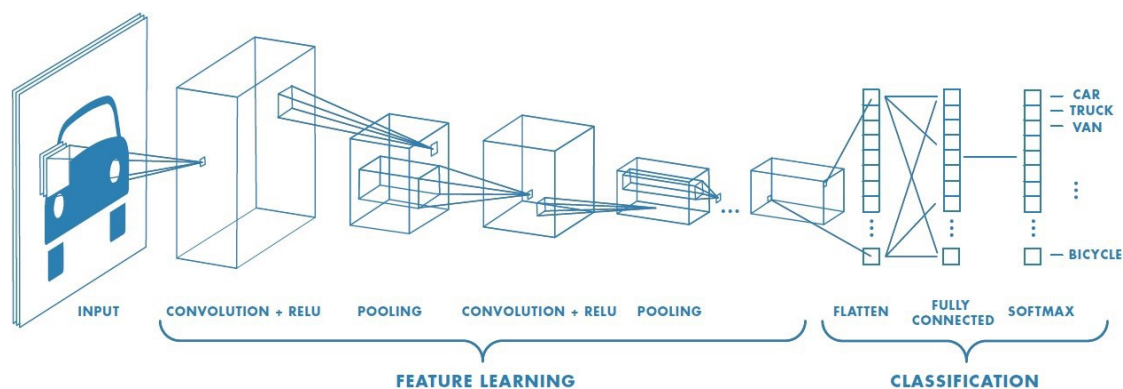 CAR
TRUCK
VAN
BICYCLE
INPUT
CONVOLUTION + RELU
POOLING
CONVOLUTION + RELU
POOLING
FLATTEN
FULLY
CONNECTED
SOFTMAX
FEATURE LEARNING
CLASSIFICATION